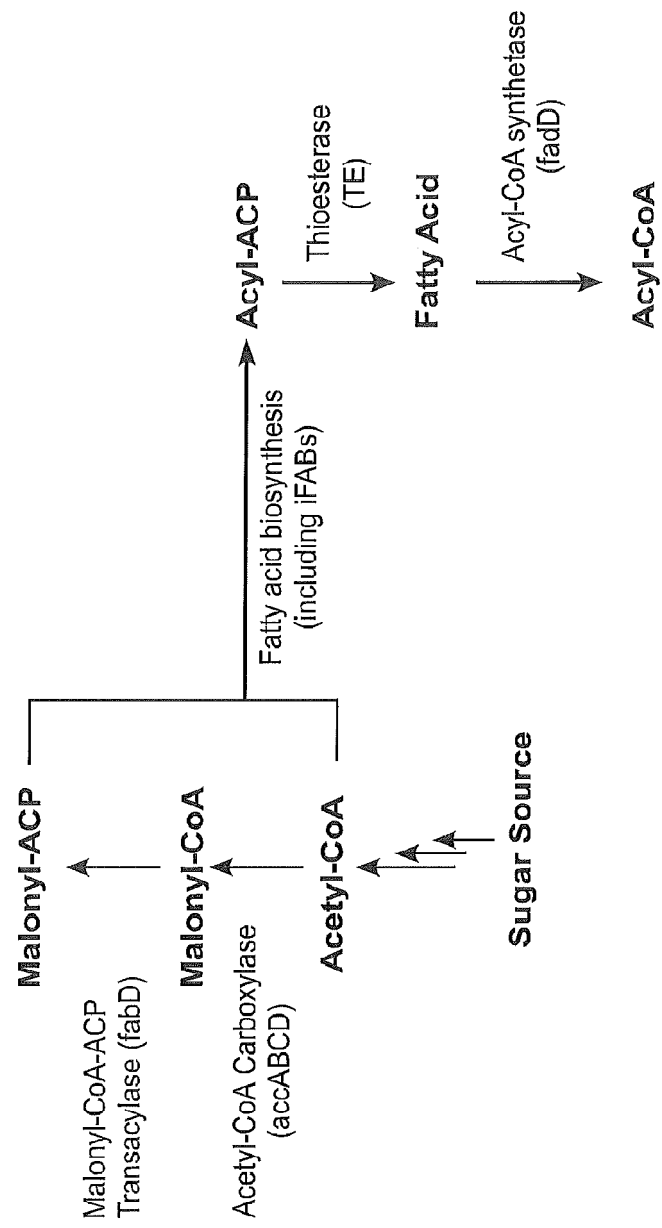 Malonyl-CoA-ACP
Transacylase (fabD)
Malonyl-ACP
Acetyl-CoA Carboxylase
(accABCD)
Malonyl-CoA
Acetyl-CoA
Sugar Source
Fatty acid biosynthesis
(including iFABs)
Acyl-ACP
Thioesterase
(TE)
Fatty Acid
Acyl-CoA synthetase
(fadD)
Acyl-CoA